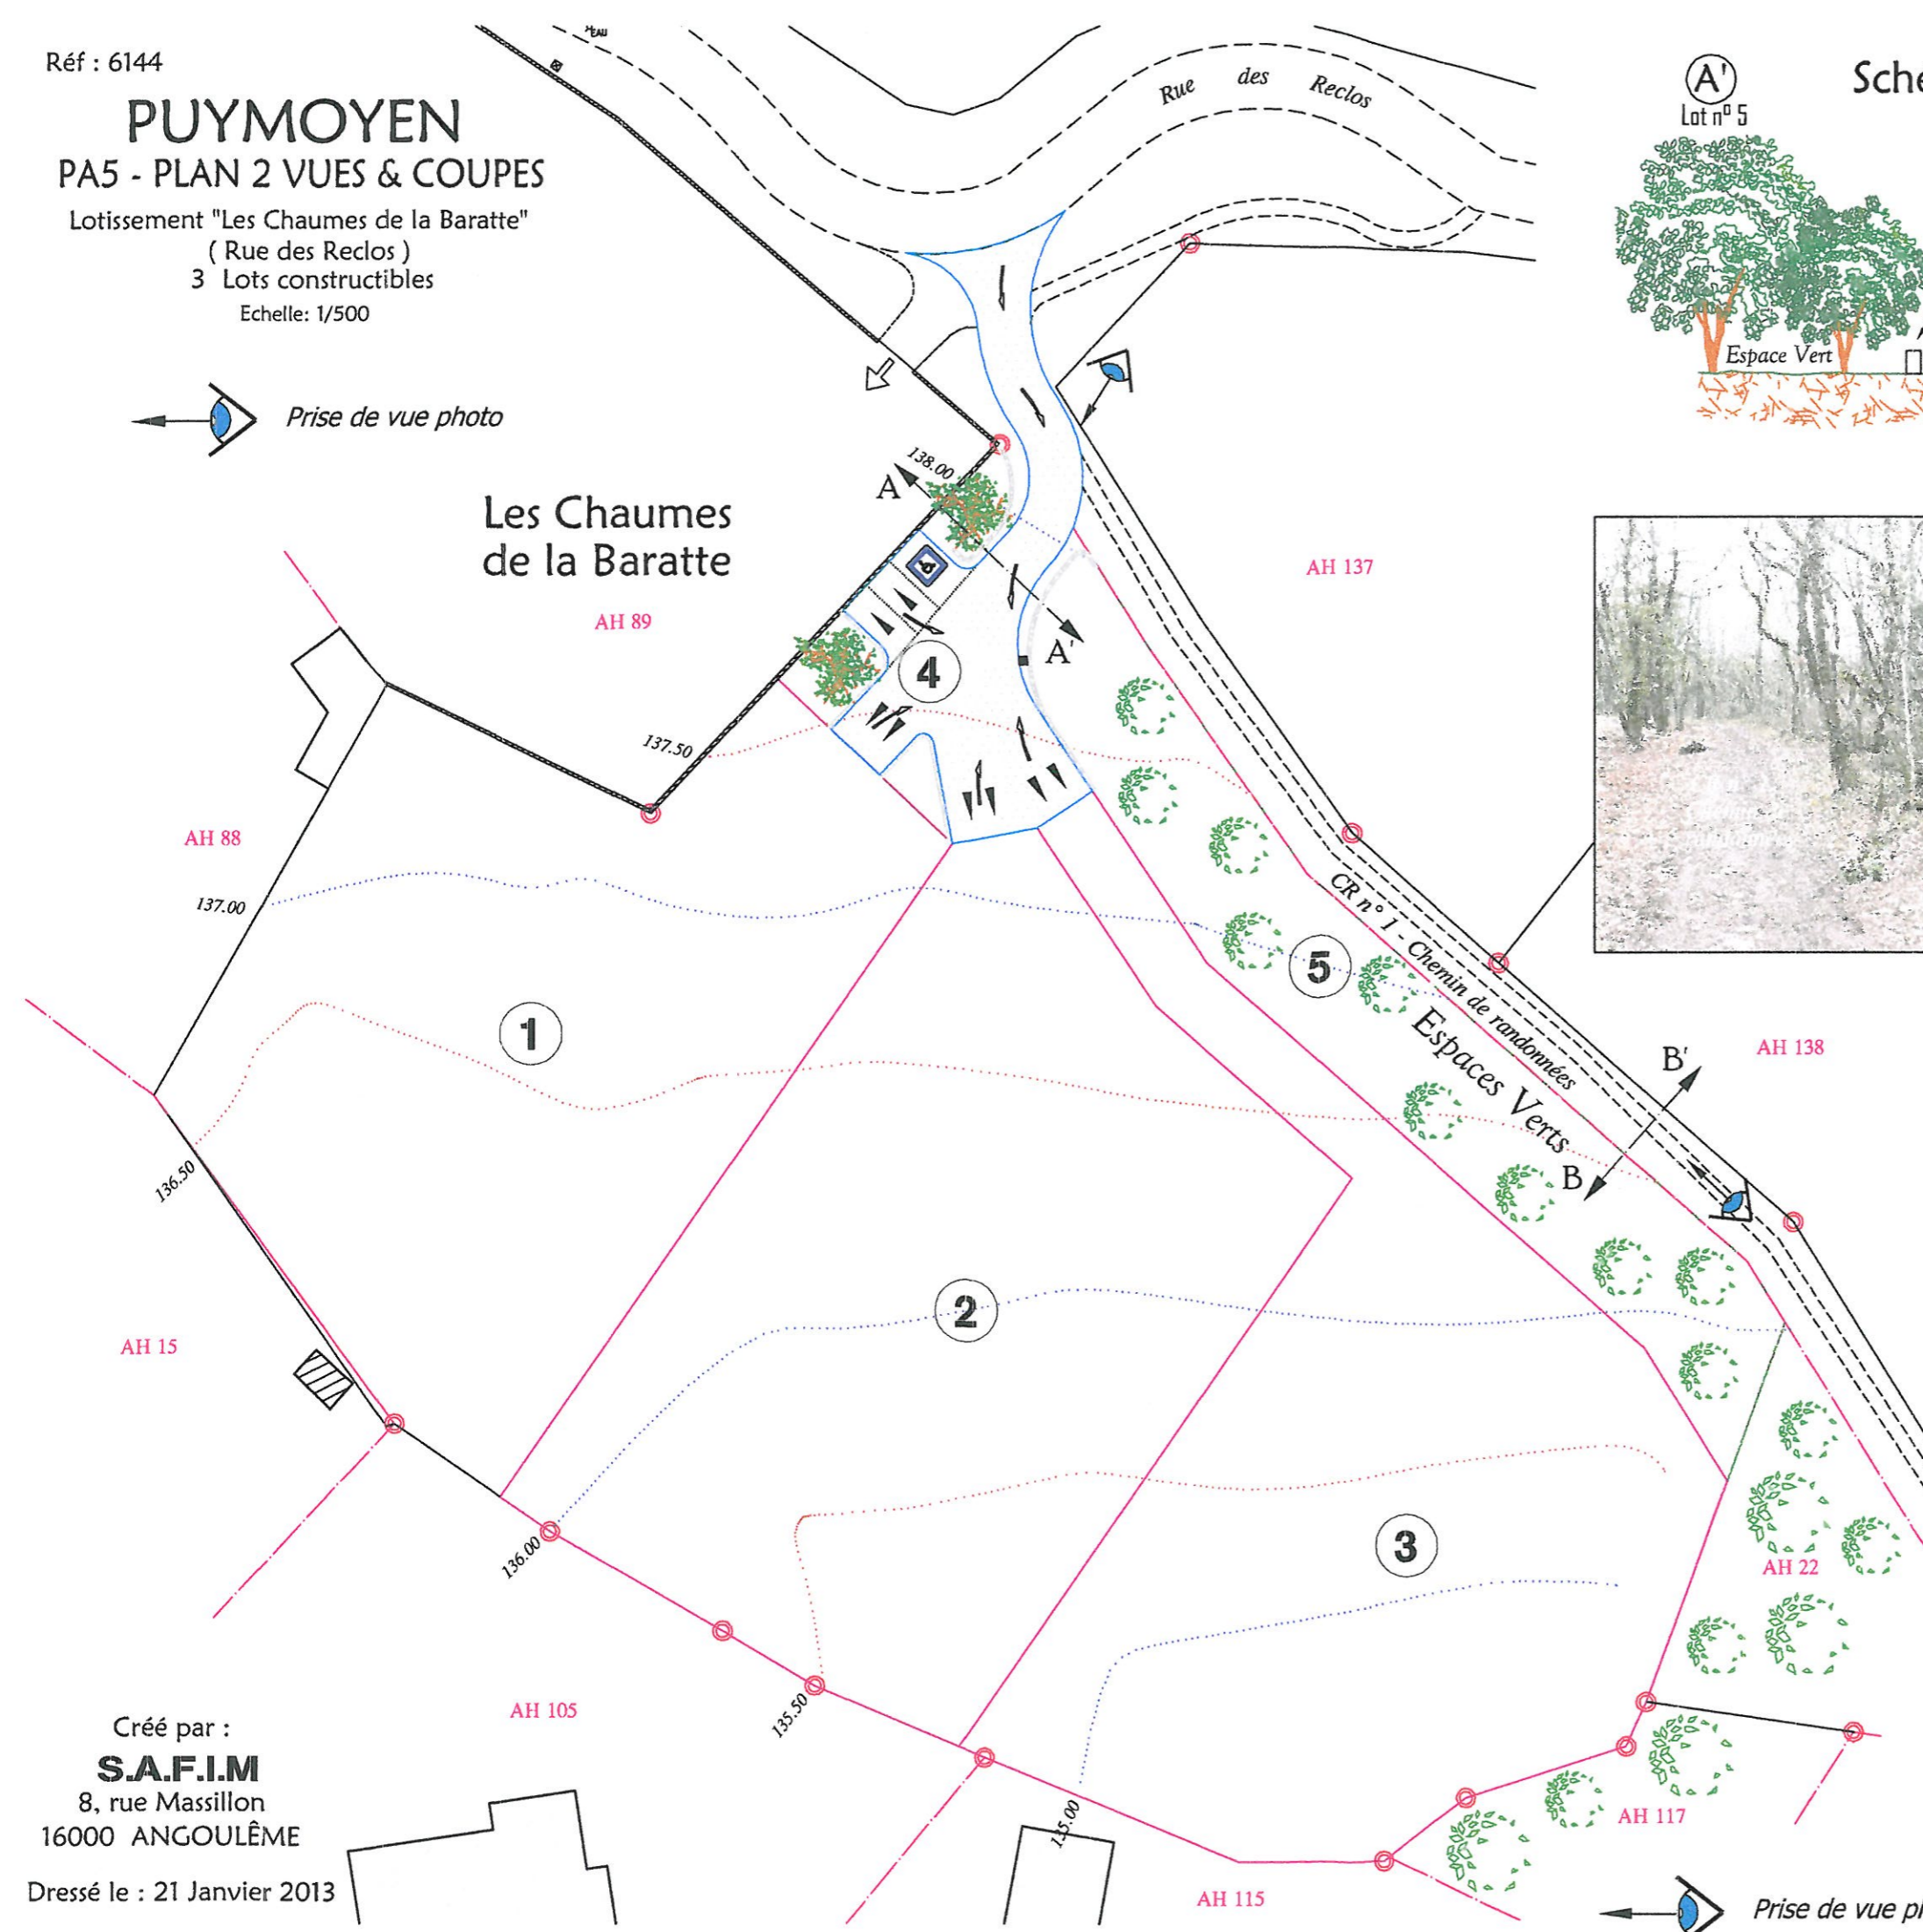 Réf : 6144
PUYMOYEN
PA5 - PLAN 2 VUES & COUPES
Lotissement "Les Chaumes de la Baratte"
( Rue des Reclos )
3 Lots constructibles
Echelle: 1/500
Prise de vue photo
EAU
Rue des Reclos
A'
Lot nº 5
Espace Vert
Les Chaumes
de la Baratte
138.00
A
A'
AH 137
AH 89
4
137.50
AH 88
137.00
CR n° 1 - Chemin de randonnées
5
Espaces Verts
1
B'
B
AH 138
136.50
2
AH 15
3
136.00
AH 22
135.50
AH 105
135.00
AH 117
AH 115
Créé par :
S.A.F.I.M
8, rue Massillon
16000 ANGOULÊME
Dressé le : 21 Janvier 2013
Prise de vue